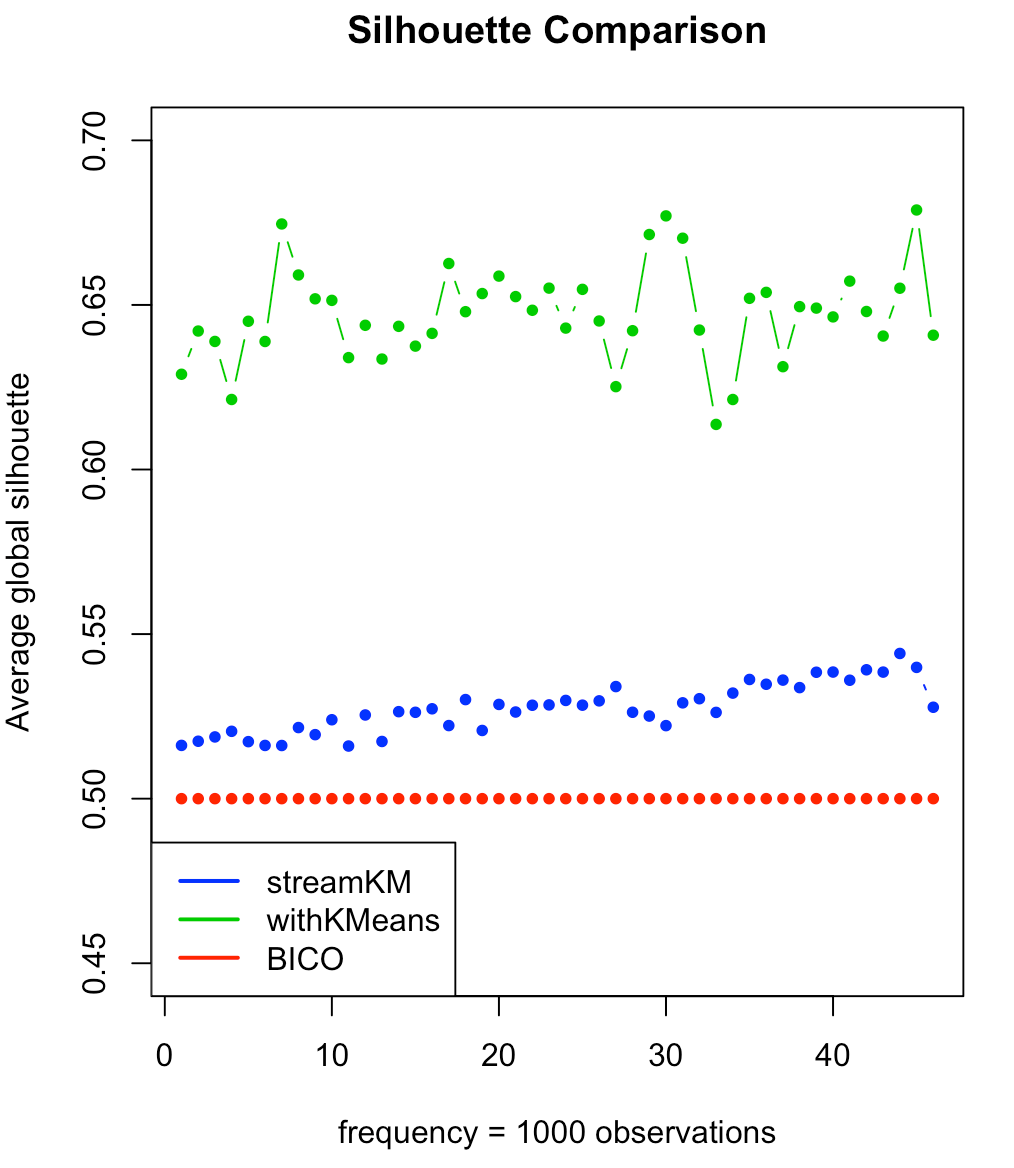 Silhouette Comparison
Average global silhouette
0.70
0.65
0.60
0.55
0.50
0.45
streamKM
withKMeans
BICO
0 10 20 30 40
frequency = 1000 observations